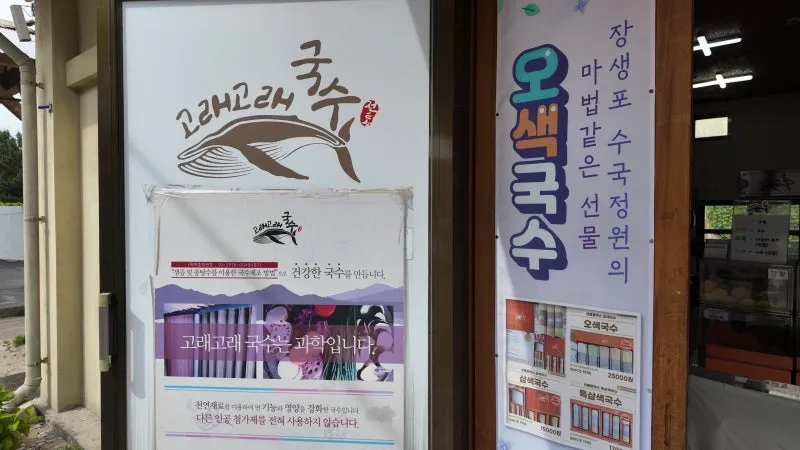 고래고래 국수
고래고래 국수
"생즙 및 중탕수를 이용한 국수제조 방법"으로 건강한 국수를 만듭니다.
고래고래 국수는 과학입니다
천연재료를 이용하여 면 기능과 영양을 강화한 국수입니다
다른 인공 첨가제를 전혀 사용하지 않습니다.
장생포 수국정원의
마법같은 선물
오색국수
오색국수
25000원
삼색국수
15000원
특삼색국수